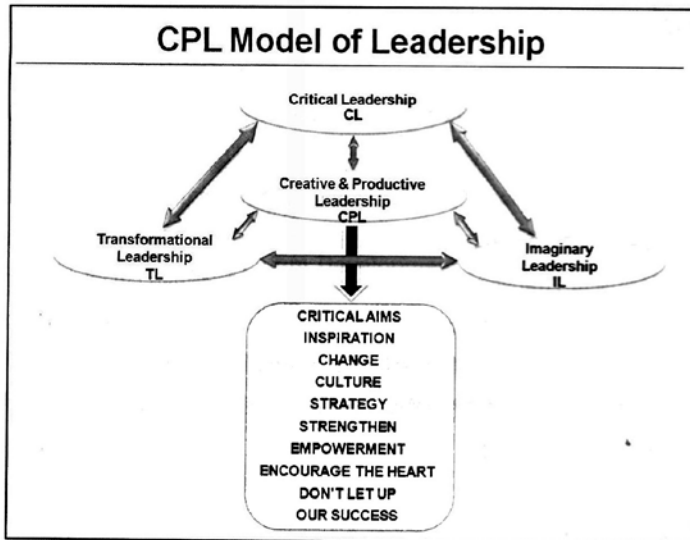 CPL Model of Leadership
Critical Leadership
CL
Creative & Productive
Leadership
CPL
Transformational
Leadership
TL
Imaginary
Leadership
IL
CRITICAL AIMS
INSPIRATION
CHANGE
CULTURE
STRATEGY
STRENGTHEN
EMPOWERMENT
ENCOURAGE THE HEART
DON'T LET UP
OUR SUCCESS